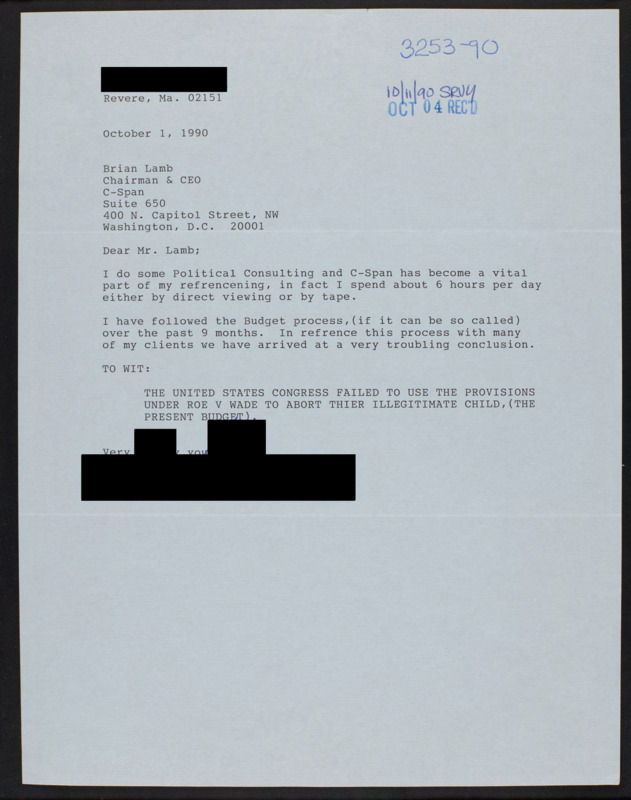 3253-90
10/11/90 SRVY
OCT 04 REC'D
Revere, Ma. 02151
October 1, 1990
Brian Lamb
Chairman & CEO
C-Span
Suite 650
400 N. Capitol Street, NW
Washington, D.C. 20001
Dear Mr. Lamb;
I do some Political Consulting and C-Span has become a vital
part of my refrencening, in fact I spend about 6 hours per day
either by direct viewing or by tape.
I have followed the Budget process,(if it can be so called)
over the past 9 months. In refrence this process with many
of my clients we have arrived at a very troubling conclusion.
TO WIT:
THE UNITED STATES CONGRESS FAILED TO USE THE PROVISIONS
UNDER ROE V WADE TO ABORT THIER ILLEGITIMATE CHILD,(THE
PRESENT BUDGET).
Very